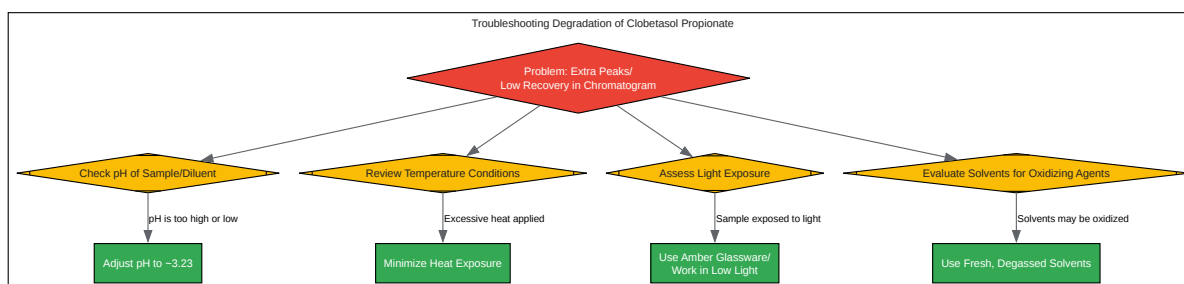 Troubleshooting Degradation of Clobetasol Propionate
Problem: Extra Peaks/
Low Recovery in Chromatogram
Check pH of Sample/Diluent
Review Temperature Conditions
Assess Light Exposure
Evaluate Solvents for Oxidizing Agents
pH is too high or low
Excessive heat applied
Sample exposed to light
Solvents may be oxidized
Adjust pH to ~3.23
Minimize Heat Exposure
Use Amber Glassware/
Work in Low Light
Use Fresh, Degassed Solvents